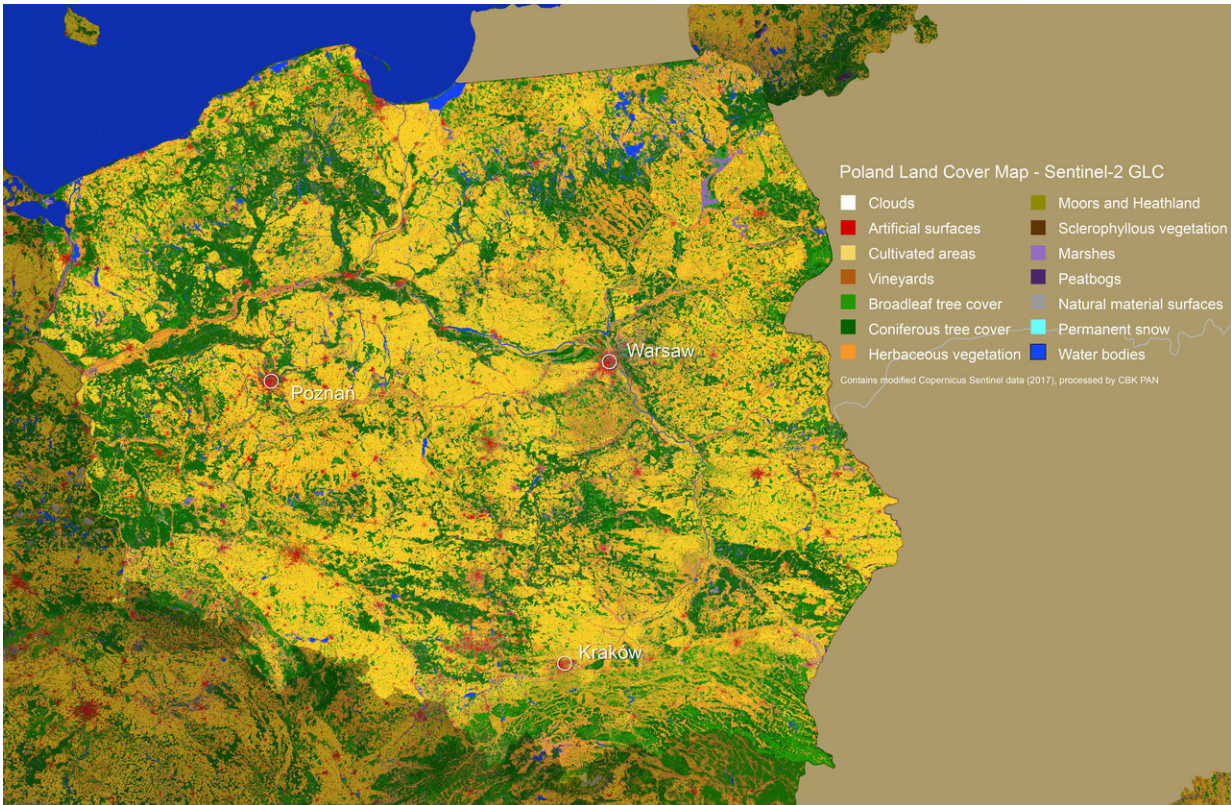 Poland Land Cover Map - Sentinel-2 GLC
Clouds
Artificial surfaces
Cultivated areas
Vineyards
Broadleaf tree cover
Coniferous tree cover
Herbaceous vegetation
Moors and Heathland
Sclerophyllous vegetation
Marshes
Peatbogs
Natural material surfaces
Permanent snow
Water bodies
Contains modified Copernicus Sentinel data (2017), processed by CBK PAN
Warsaw
Poznań
Kraków